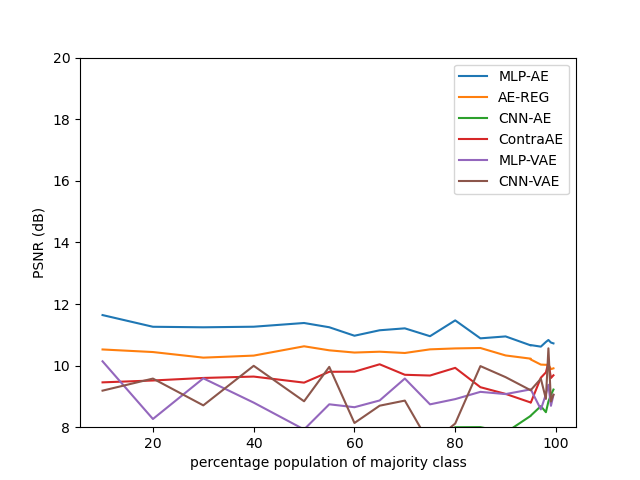 20
18
16
14
12
10
8
PSNR (dB)
MLP-AE
AE-REG
CNN-AE
ContraAE
MLP-VAE
CNN-VAE
20 40 60 80 100
percentage population of majority class